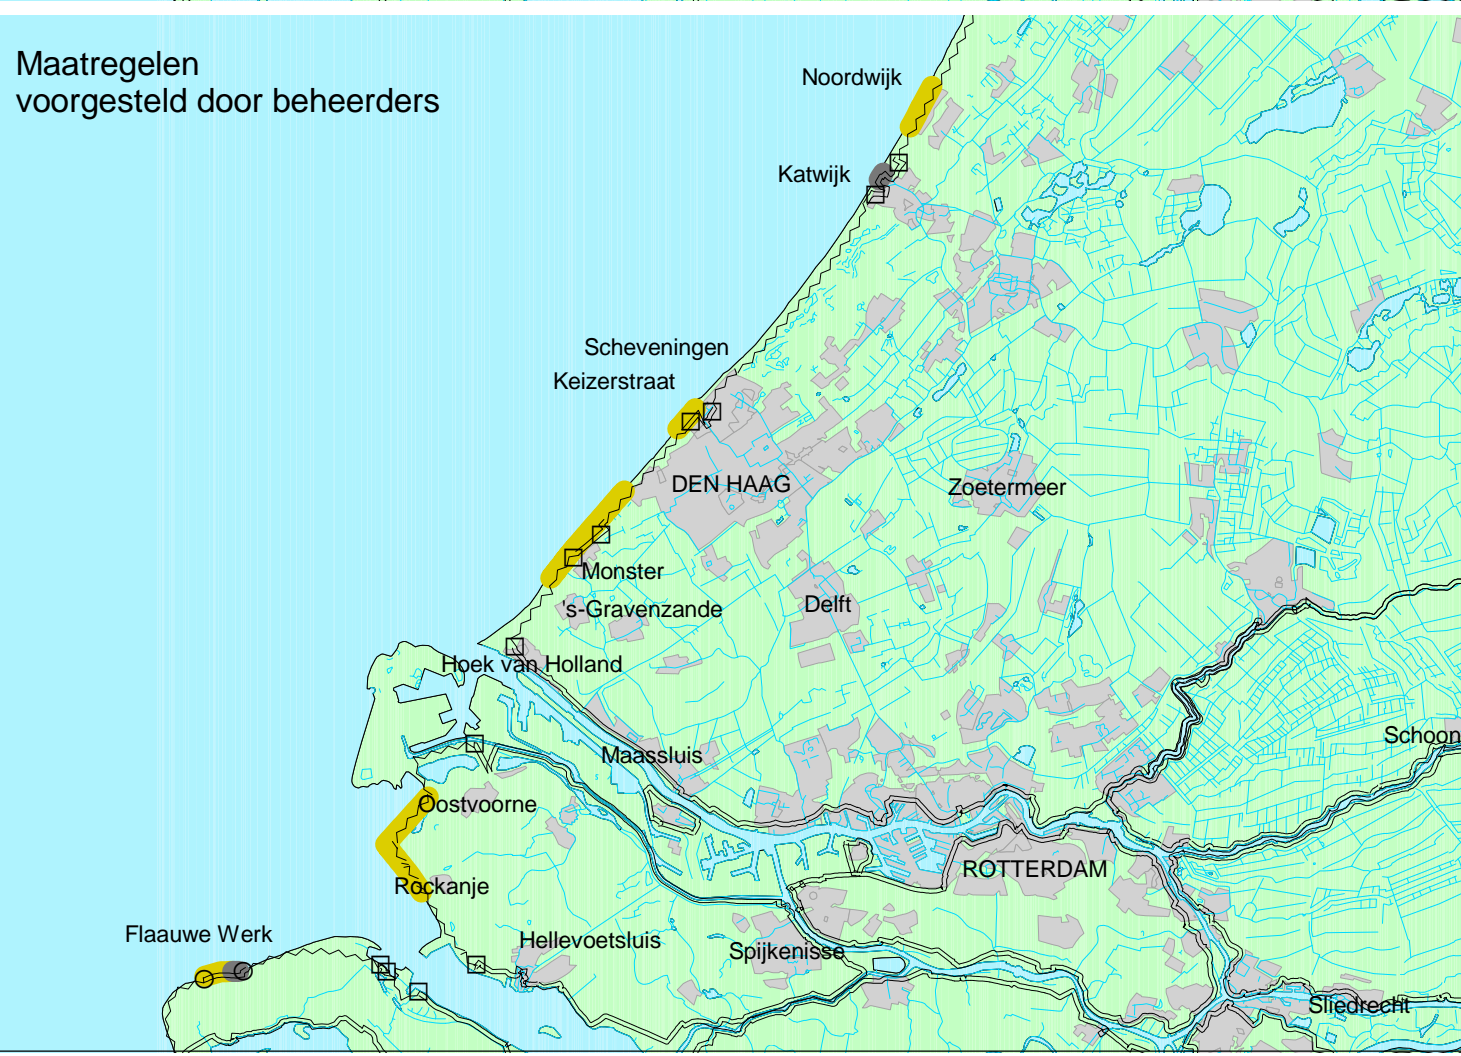 Maatregelen
voorgesteld door beheerders
Noordwijk
Katwijk
Scheveningen
Keizerstraat
DEN HAAG
Zoetermeer
Monster
's-Gravenzande
Delft
Hoek van Holland
Maassluis
Schoon
Oostvoorne
Rockanje
ROTTERDAM
Flaauwe Werk
Hellevoetsluis
Spijkenisse
Sliedrecht